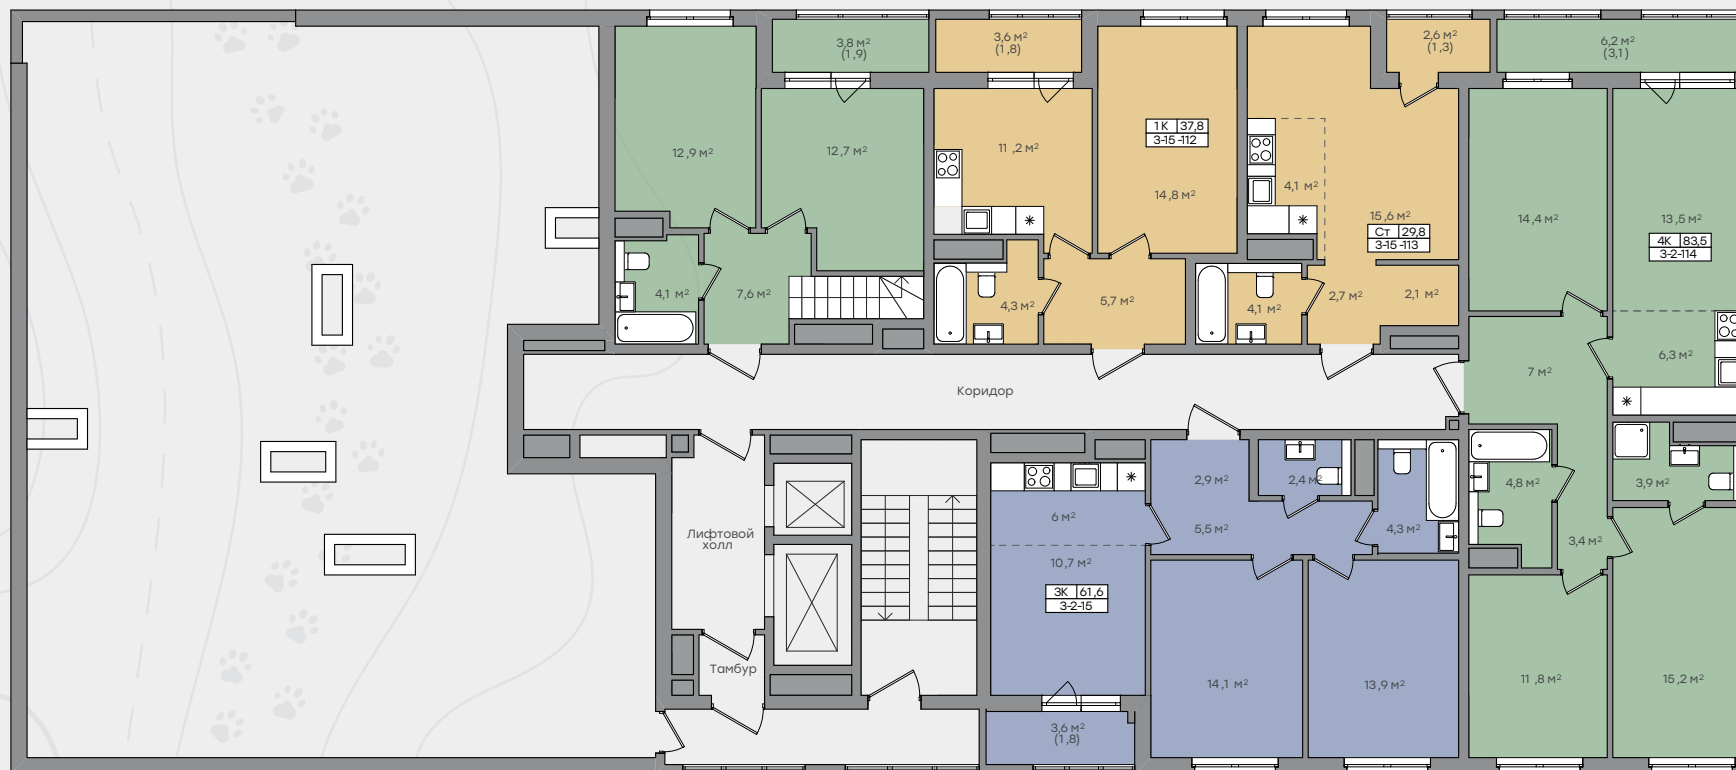 3,8 м²
(1,9)
3,6 м²
(1,8)
2,6 м²
(1,3)
6,2 м²
(3,1)
12,9 м²
12,7 м²
11 ,2 м²
1К 37,8
3-15-112
14,8 м²
4,1 м²
15,6 м²
Ст 29,8
3-15-113
14,4 м²
13,5 м²
4К 83,5
3-2-114
4,1 м²
7,6 м²
4,3 м²
5,7 м²
4,1 м²
2,7 м²
2,1 м²
6,3 м²
7 м²
Коридор
2,9 м²
2,4 м²
4,8 м²
3,9 м²
6 м²
5,5 м²
4,3 м²
Лифтовой
холл
3,4 м²
10,7 м²
3К 61,6
3-2-15
Тамбур
14,1 м²
13,9 м²
11 ,8 м²
15,2 м²
3,6 м²
(1,8)